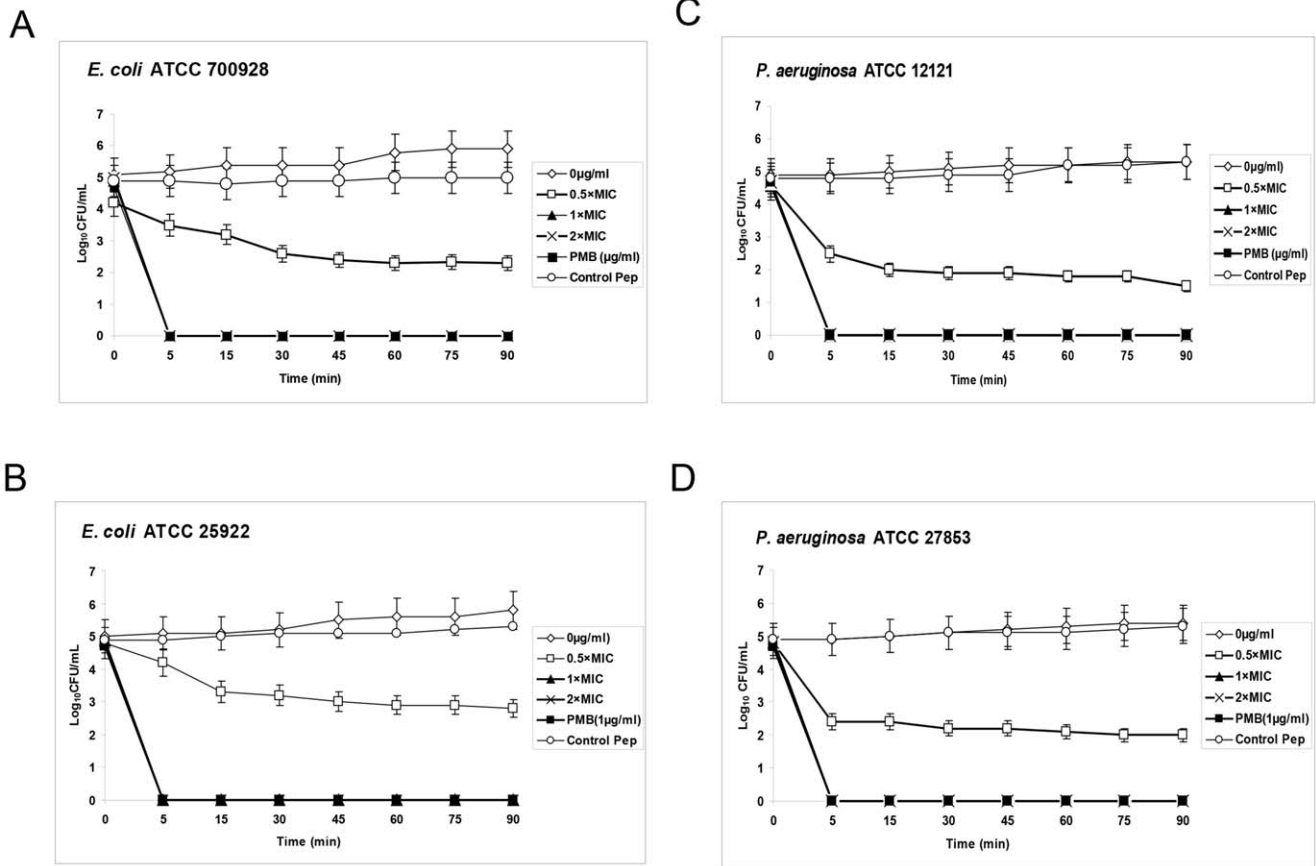 A
E. coli ATCC 700928
7
6
5
4
3
2
1
0
Log10 CFU/mL
0 5 15 30 45 60 75 90
Time (min)
0µg/ml
0.5×MIC
1×MIC
2×MIC
PMB (µg/ml)
Control Pep
C
P. aeruginosa ATCC 12121
7
6
5
4
3
2
1
0
Log10 CFU/mL
0 5 15 30 45 60 75 90
Time (min)
0µg/ml)
0.5×MIC
1×MIC
2×MIC
PMB (µg/ml)
Control Pep
B
E. coli ATCC 25922
7
6
5
4
3
2
1
0
Log10CFU/mL
0 5 15 30 45 60 75 90
Time (min)
0µg/ml)
0.5×MIC
1×MIC
2×MIC
PMB(1µg/ml)
Control Pep
D
P. aeruginosa ATCC 27853
7
6
5
4
3
2
1
0
Log10 CFU/mL
0 5 15 30 45 60 75 90
Time (min)
0µg/ml
0.5×MIC
1×MIC
2×MIC
PMB(1µg/ml)
Control Pep